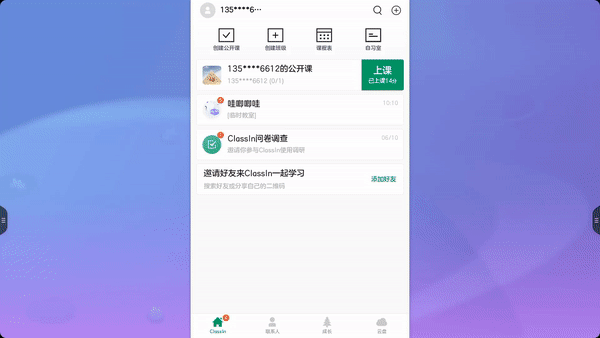 135****6···
创建公开课
创建班级
课程表
自习室
135****6612的公开课
135****6612 (0/1)
上课
已上课14分
哇唧唧哇
10:10
[临时教室]
ClassIn问卷调查
06/10
邀请你参与ClassIn使用调研
邀请好友来ClassIn一起学习
搜索好友或分享自己的二维码
添加好友
ClassIn
联系人
成长
云盘